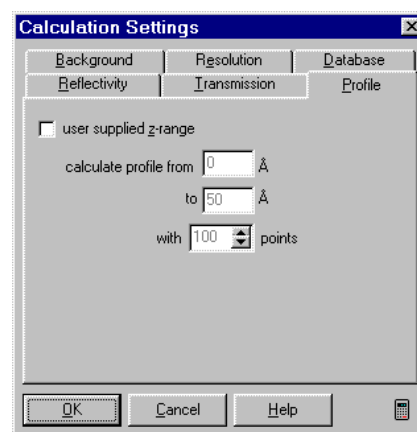 Calculation Settings
Background Resolution Database
Reflectivity Transmission Profile
user supplied z-range
calculate profile from 0 Å
to 50 Å
with 100 points
OK Cancel Help